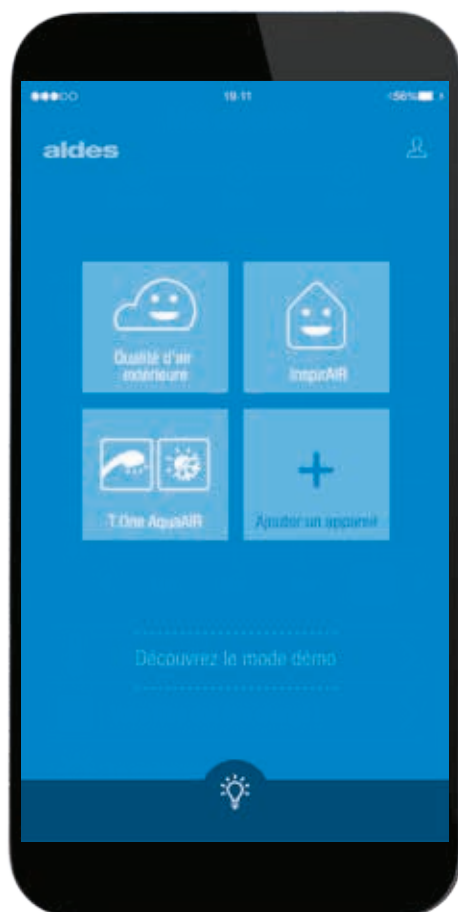 19:11
56%
aldes
Qualité d'air
extérieure
InspirAIR
T.One AquaAIR
Ajouter un appareil
Découvrez le mode démo